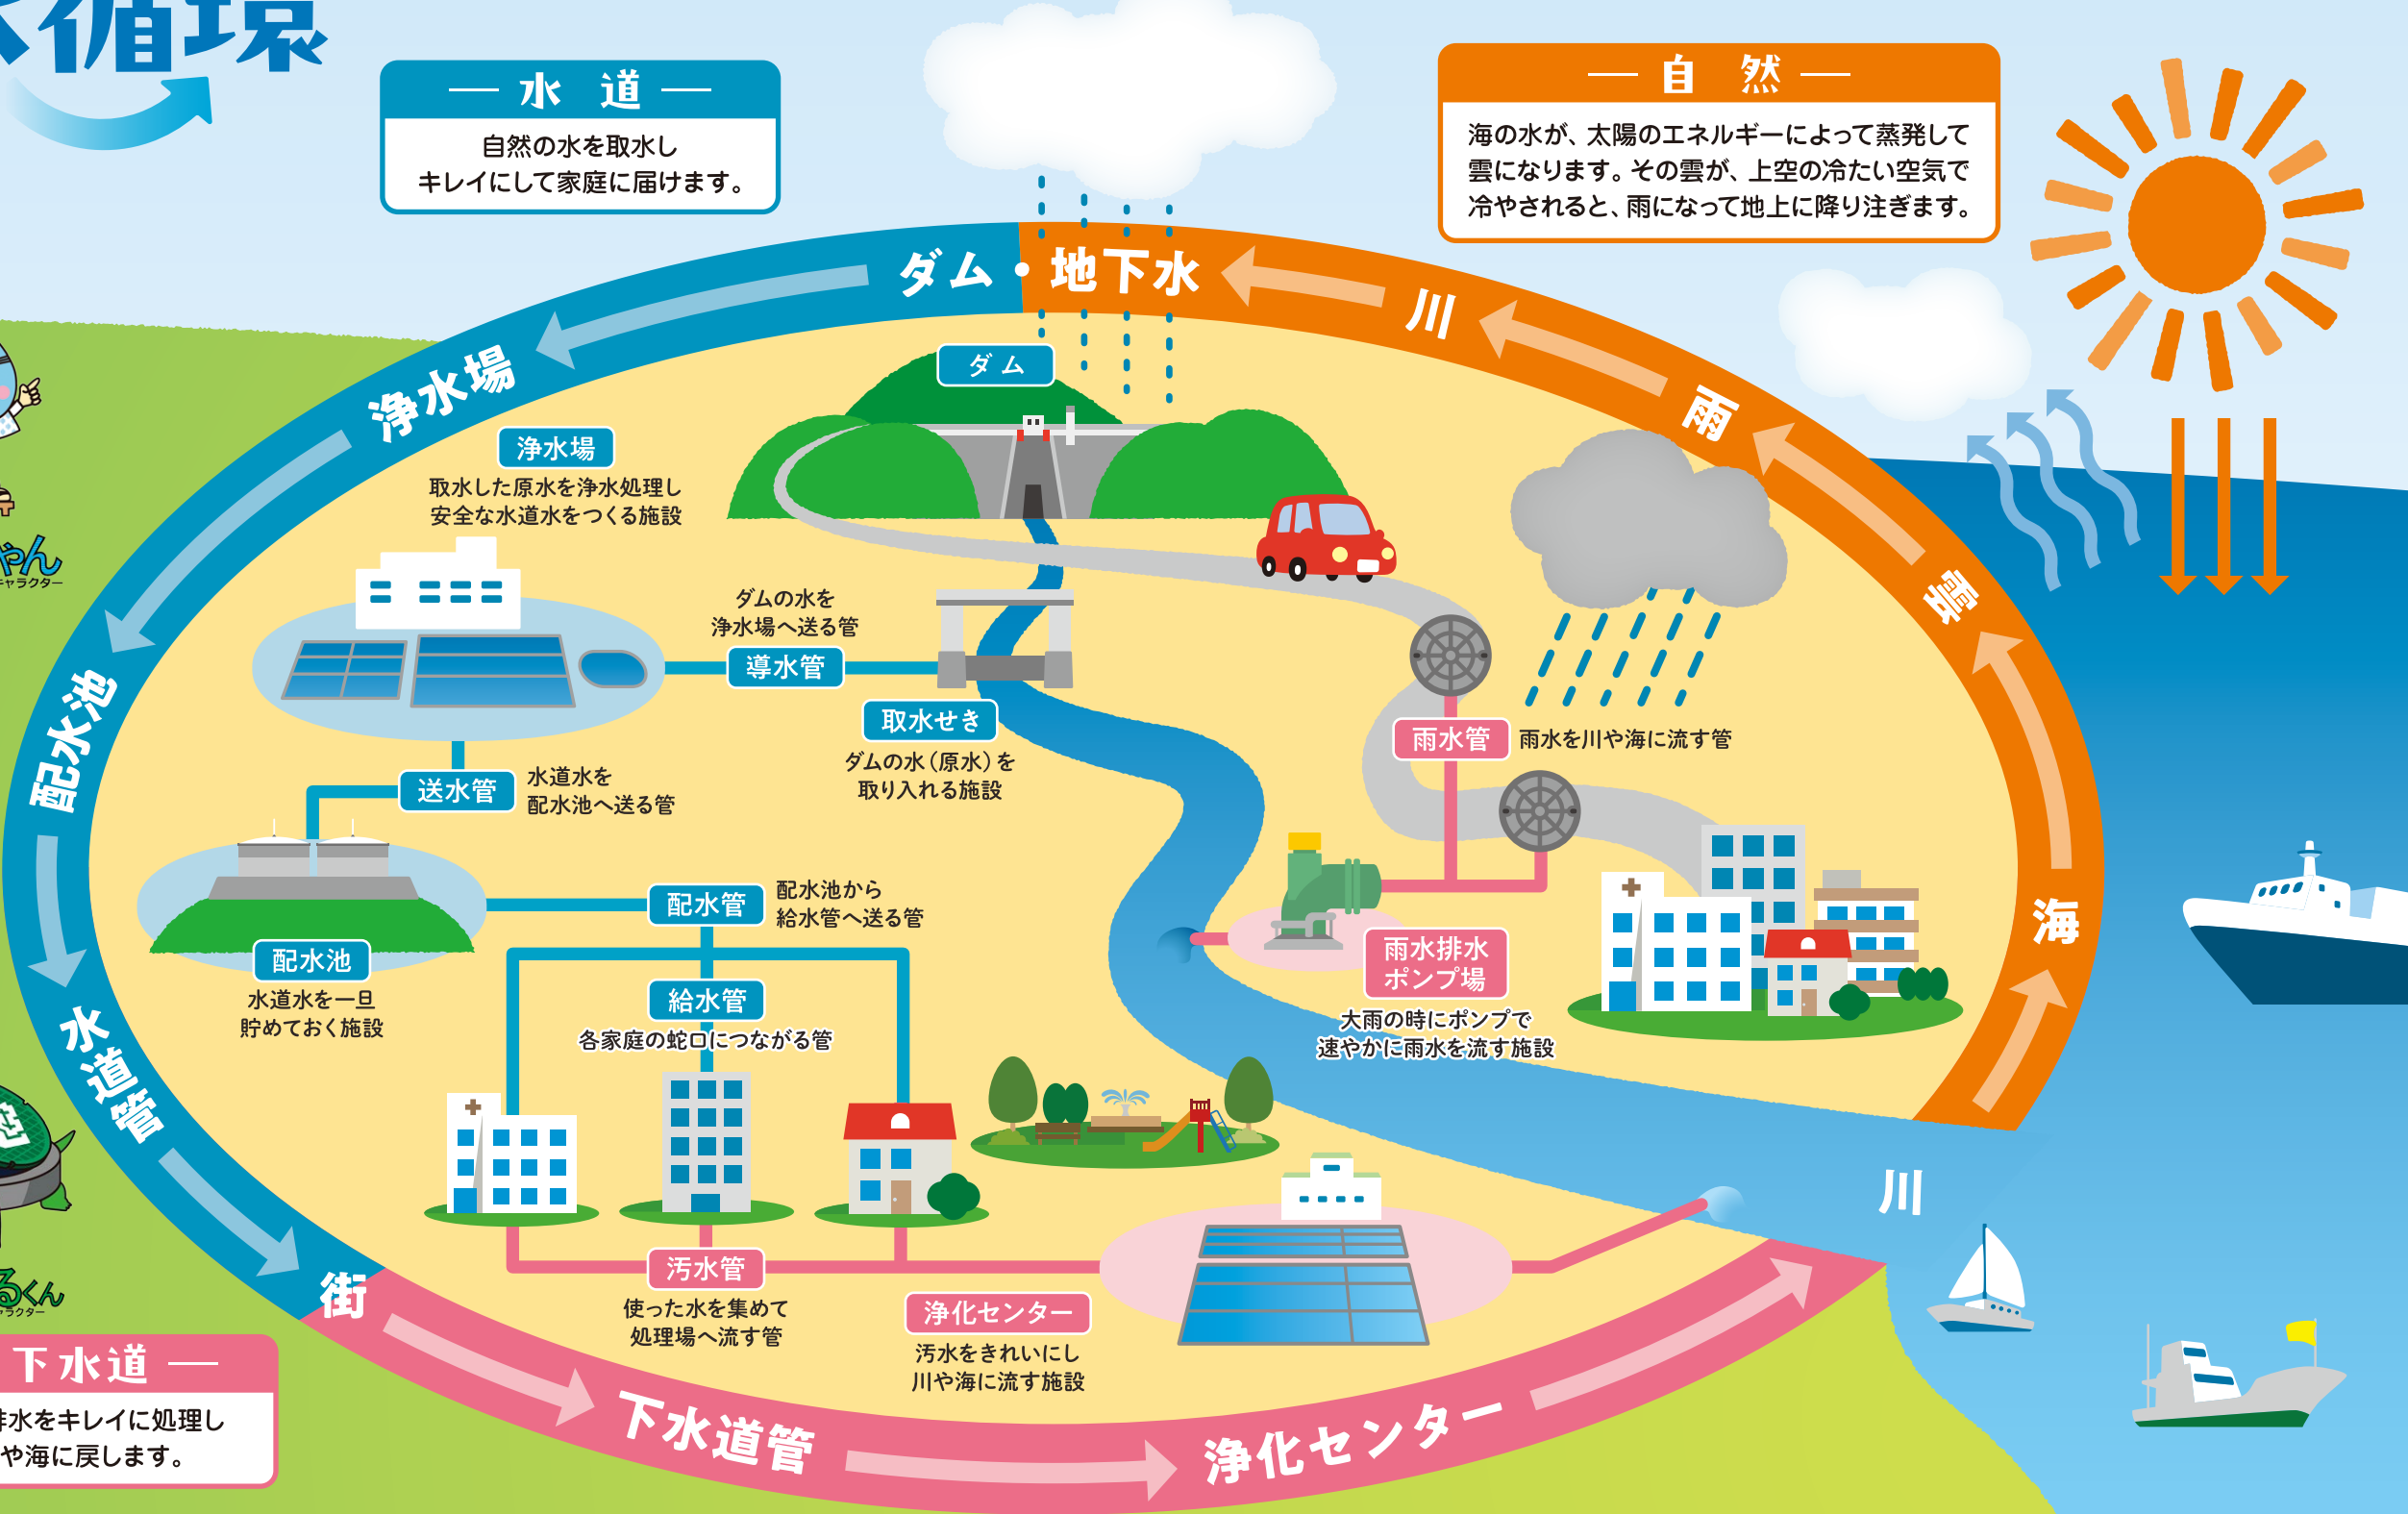 水循環
水道
自然の水を取水し
キレイにして家庭に届けます。
自然
海の水が、太陽のエネルギーによって蒸発して
雲になります。その雲が、上空の冷たい空気で
冷やされると、雨になって地上に降り注ぎます。
ダム・地下水
川
雨
雲
海
浄水場
配水池
水道管
街
下水道管
浄化センター
川
ダム
浄水場
取水した原水を浄水処理し
安全な水道水をつくる施設
ダムの水を
浄水場へ送る管
導水管
取水せき
ダムの水（原水）を
取り入れる施設
送水管
水道水を
配水池へ送る管
配水池
水道水を一旦
貯めておく施設
配水管
配水池から
給水管へ送る管
給水管
各家庭の蛇口につながる管
雨水管
雨水を川や海に流す管
雨水排水
ポンプ場
大雨の時にポンプで
速やかに雨水を流す施設
汚水管
使った水を集めて
処理場へ流す管
浄化センター
汚水をきれいにし
川や海に流す施設
ゃん
キャラクター
るくん
ャラクター
下水道
排水をキレイに処理し
や海に戻します。